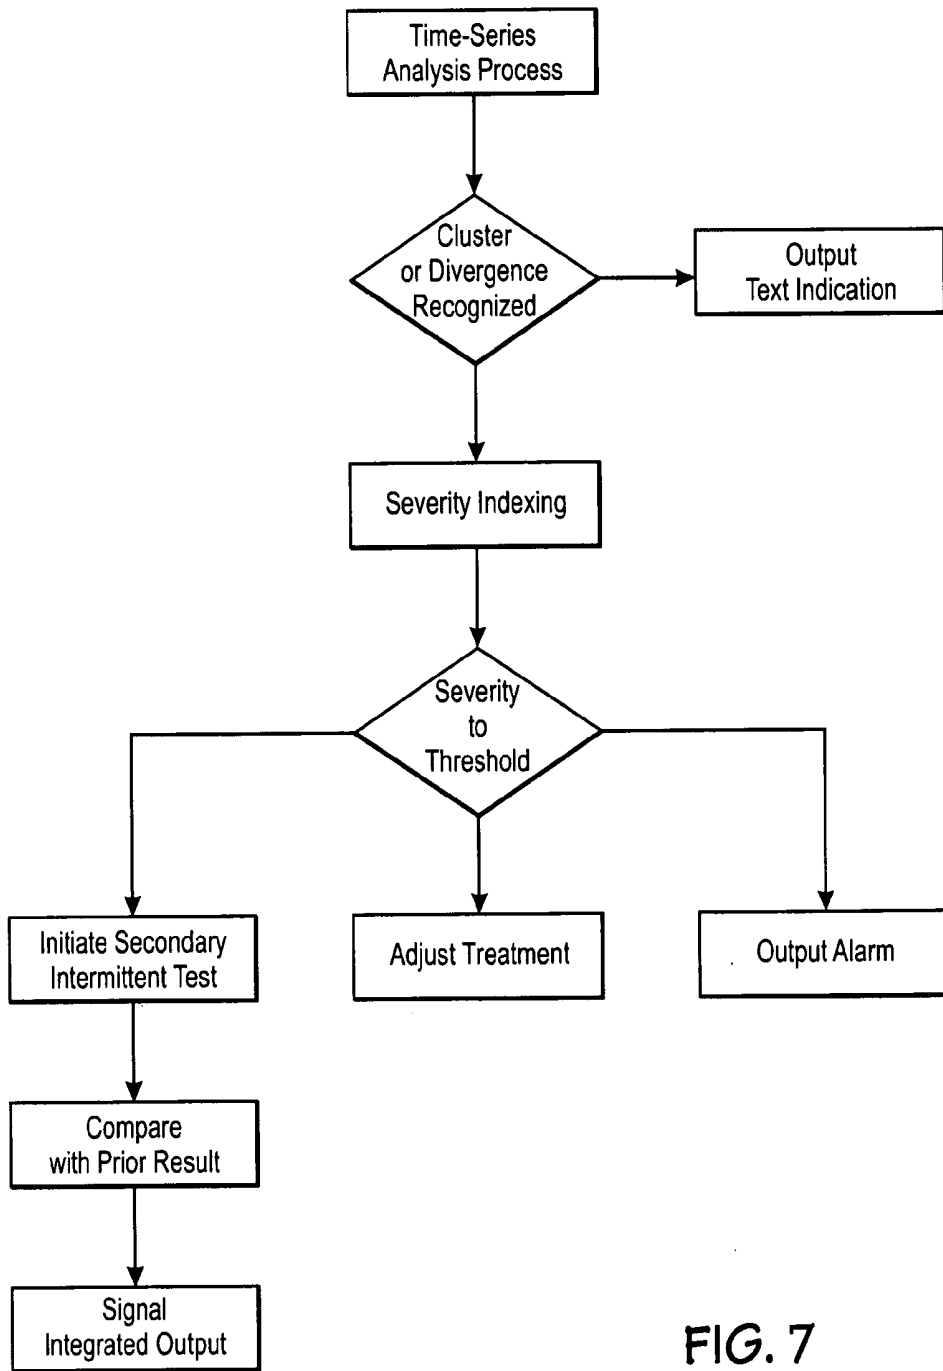 Time-Series
Analysis Process
Cluster
or Divergence
Recognized
Output
Text Indication
Severity Indexing
Severity
to
Threshold
Initiate Secondary
Intermittent Test
Adjust Treatment
Output Alarm
Compare
with Prior Result
Signal
Integrated Output
FIG. 7